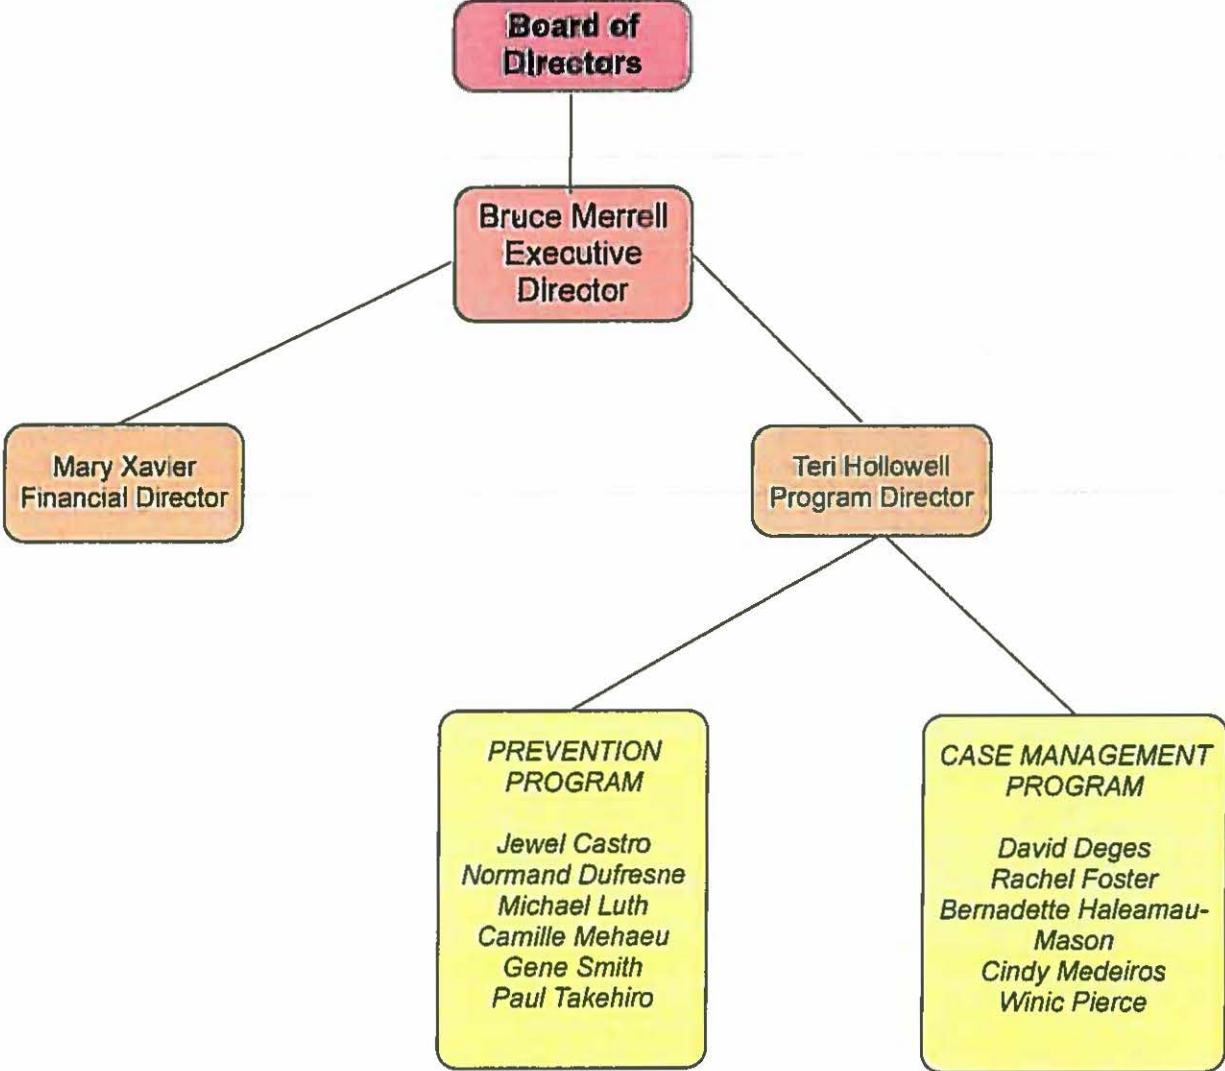 Board of
Directors
Bruce Merrell
Executive
Director
Mary Xavier
Financial Director
Teri Hollowell
Program Director
PREVENTION
PROGRAM
Jewel Castro
Normand Dufresne
Michael Luth
Camille Mehaeu
Gene Smith
Paul Takehiro
CASE MANAGEMENT
PROGRAM
David Deges
Rachel Foster
Bernadette Haleamau-
Mason
Cindy Medeiros
Winic Pierce